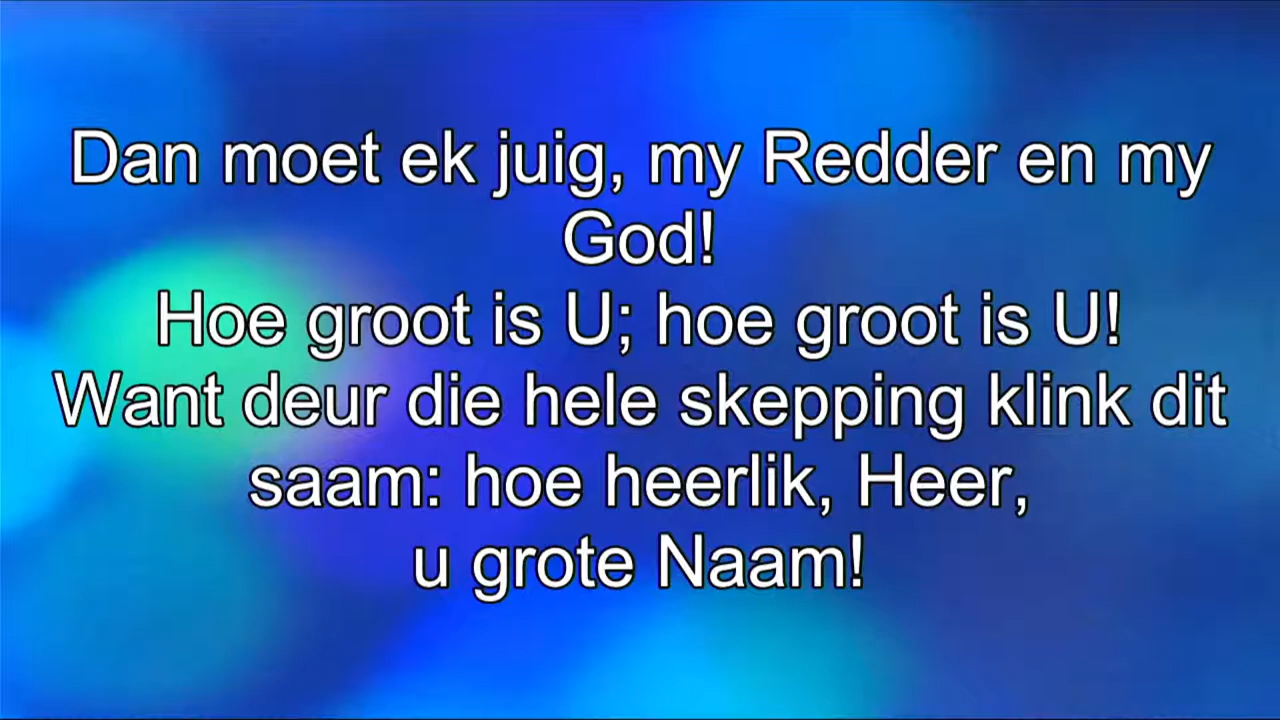 Dan moet ek juig, my Redder en my
God!
Hoe groot is U; hoe groot is U!
Want deur die hele skepping klink dit
saam: hoe heerlik, Heer,
u grote Naam!